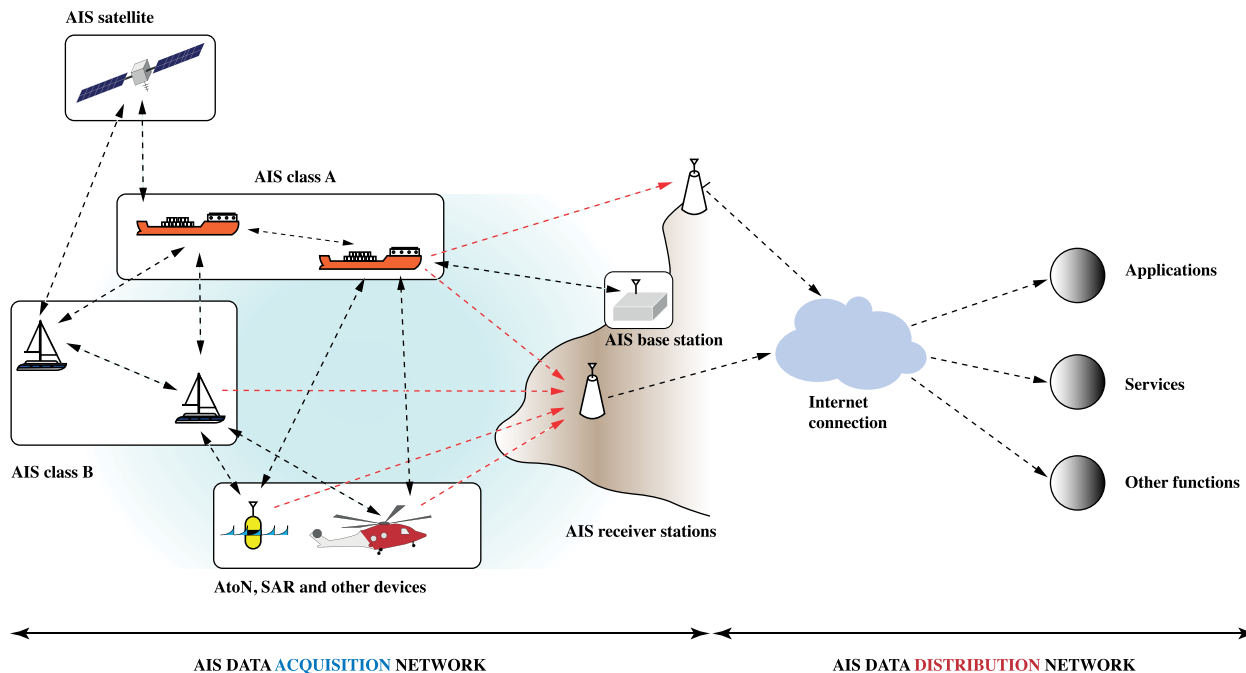 AIS satellite
AIS class A
AIS base station
AIS class B
AIS receiver stations
AtoN, SAR and other devices
Internet
connection
Applications
Services
Other functions
AIS DATA ACQUISITION NETWORK
AIS DATA DISTRIBUTION NETWORK